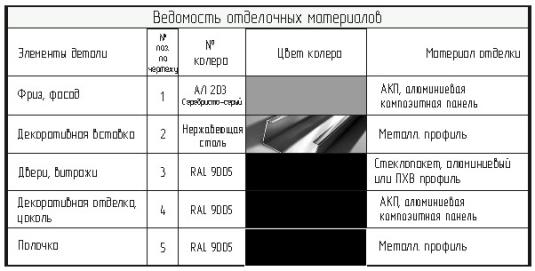 Ведомость отделочных материалов
Элементы детали
№
поз.
по
чертежу
№
колера
Цвет колера
Материал отделки
Фриз, фасад
1
АЛ 2D3
Серебристо-серый
АКП, алюминиевая
композитная панель
Декоративная вставка
2
Нержавеющая
сталь
Металл. профиль
Двери, витражи
3
RAL 9005
Стеклопакет, алюминиевый
или ПХВ профиль
Декоративная отделка,
цоколь
4
RAL 9005
АКП, алюминиевая
композитная панель
Полочка
5
RAL 9005
Металл. профиль